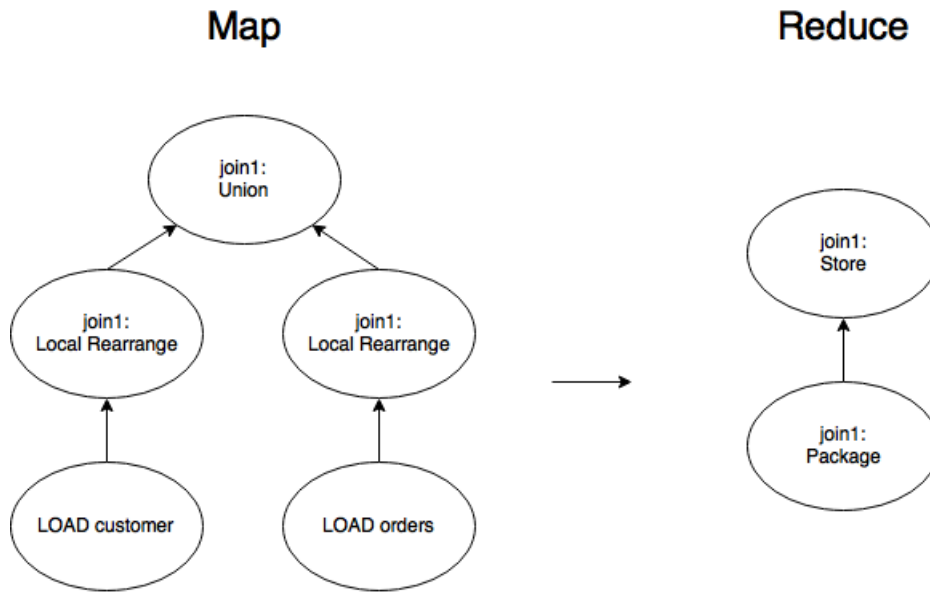 Map
Reduce
join1:
Union
join1:
Store
join1:
Local Rearrange
join1:
Local Rearrange
join1:
Package
LOAD customer
LOAD orders